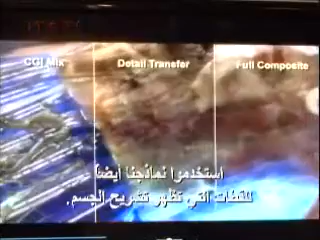 CGI Mix
Detail Transfer
Full Composite
استخدموا نماذجنا أيضاً
للقطات التي تظهر تشريح الجسم.